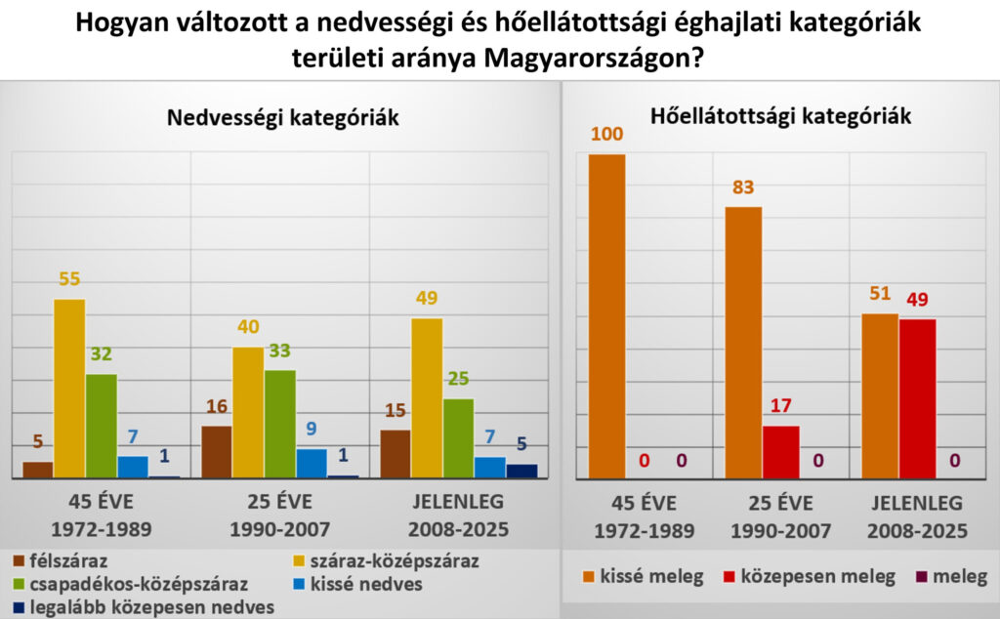 Hogyan változott a nedvességi és hőellátottsági éghajlati kategóriák
területi aránya Magyarországon?
Nedvességi kategóriák
5
55
32
7
1
16
40
33
9
1
15
49
25
7
5
45 ÉVE
1972-1989
25 ÉVE
1990-2007
JELENLEG
2008-2025
félszáraz
száraz-középszáraz
csapadékos-középszáraz
kissé nedves
legalább közepesen nedves
Hőellátottsági kategóriák
100
0
0
83
17
0
51
49
0
45 ÉVE
1972-1989
25 ÉVE
1990-2007
JELENLEG
2008-2025
kissé meleg
közepesen meleg
meleg